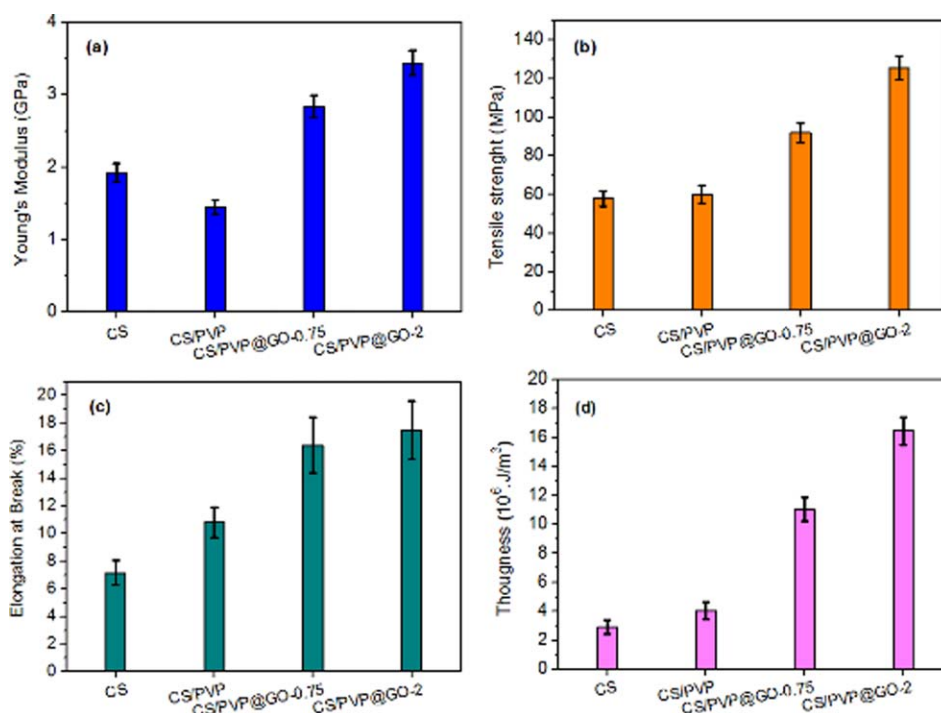 (a)
Young's Modulus (GPa)
4
3
2
1
0
CS
CS/PVP
CS/PVP@GO-0.75
CS/PVP@GO-2
(b)
Tensile strenght (MPa)
140
120
100
80
60
40
20
0
CS
CS/PVP
CS/PVP@GO-0.75
CS/PVP@GO-2
(c)
Elongation at Break (%)
20
18
16
14
12
10
8
6
4
2
0
CS
CS/PVP
CS/PVP@GO-0.75
CS/PVP@GO-2
(d)
Thougness (10⁶.J/m³)
20
18
16
14
12
10
8
6
4
2
0
CS
CS/PVP
CS/PVP@GO-0.75
CS/PVP@GO-2